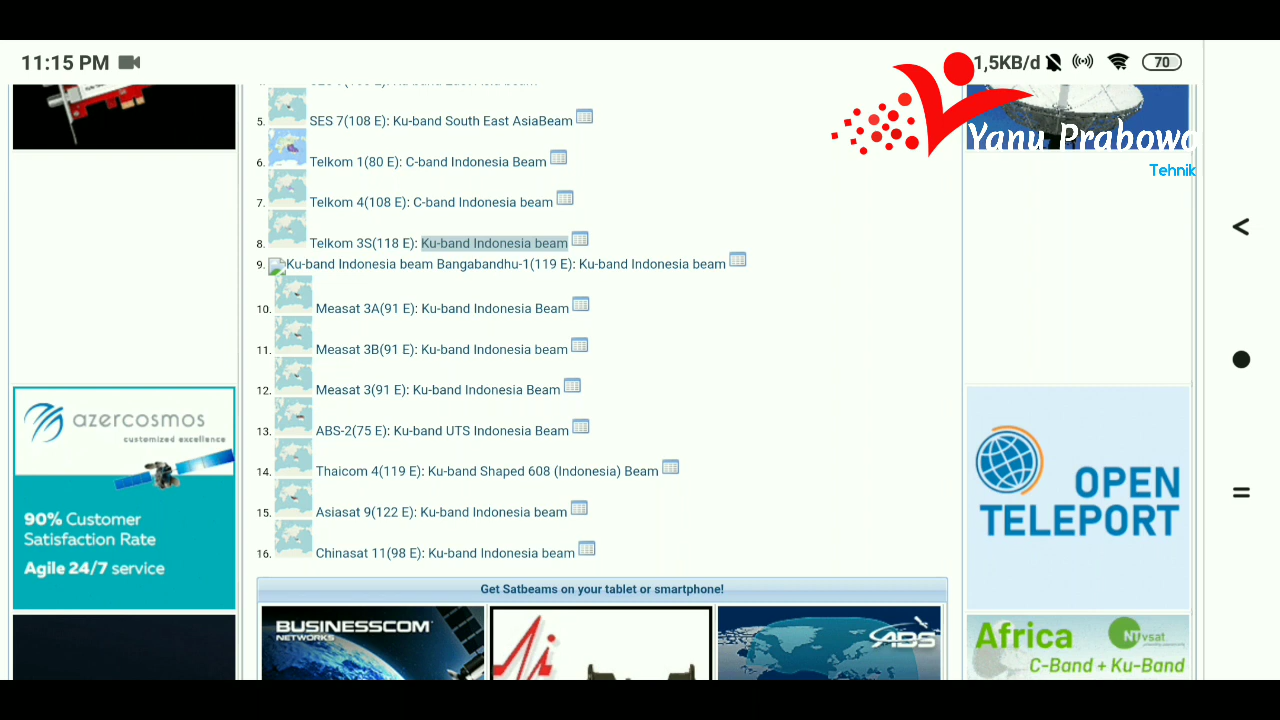 11:15 PM
1,5KB/d
70
Yanu Prabowo
Tehnik
5. SES 7(108 E): Ku-band South East AsiaBeam
6. Telkom 1(80 E): C-band Indonesia Beam
7. Telkom 4(108 E): C-band Indonesia beam
8. Telkom 3S(118 E): Ku-band Indonesia beam
9. Ku-band Indonesia beam Bangabandhu-1(119 E): Ku-band Indonesia beam
10. Measat 3A(91 E): Ku-band Indonesia Beam
11. Measat 3B(91 E): Ku-band Indonesia beam
12. Measat 3(91 E): Ku-band Indonesia Beam
13. ABS-2(75 E): Ku-band UTS Indonesia Beam
14. Thaicom 4(119 E): Ku-band Shaped 608 (Indonesia) Beam
15. Asiasat 9(122 E): Ku-band Indonesia beam
16. Chinasat 11(98 E): Ku-band Indonesia beam
Get Satbeams on your tablet or smartphone!
azercosmos
customized excellence
90% Customer
Satisfaction Rate
Agile 24/7 service
OPEN
TELEPORT
BUSINESSCOM
NETWORKS
ADS
Africa
NTvsat
C-Band + Ku-Band